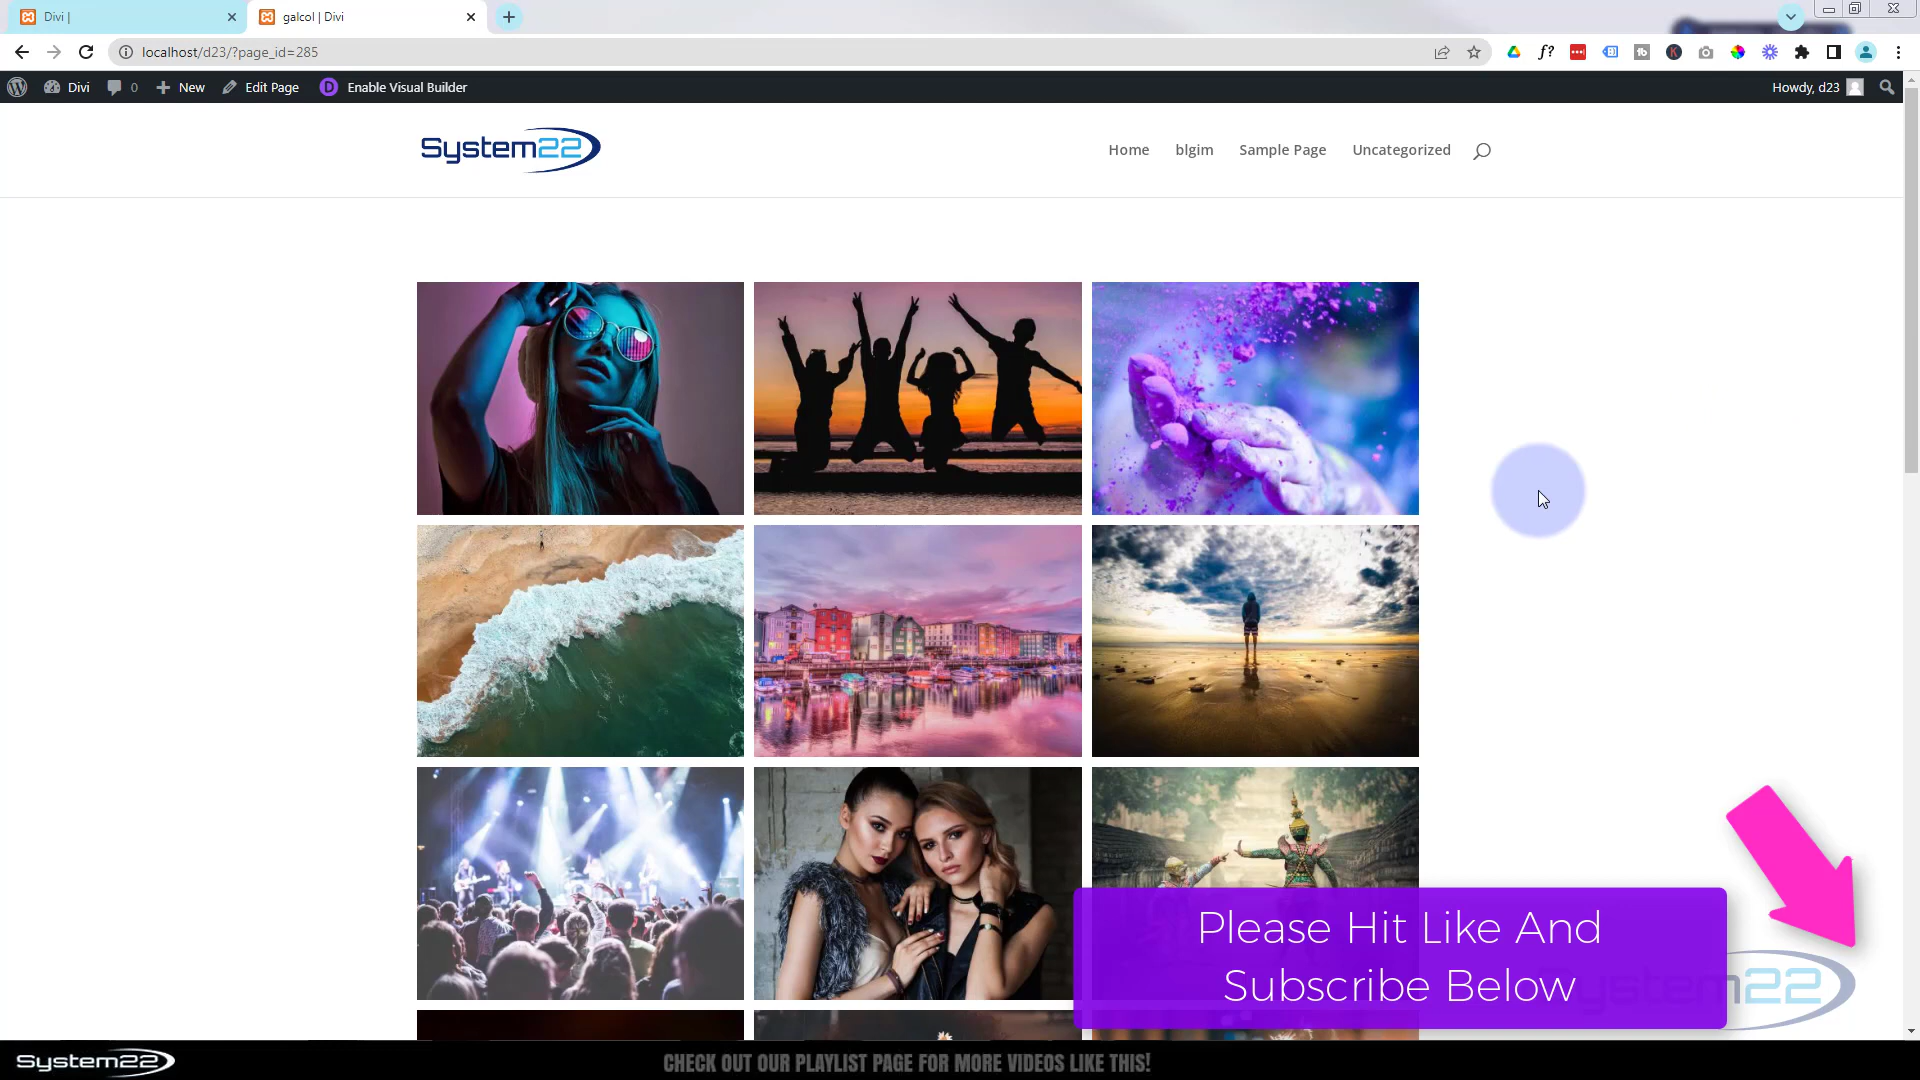 Divi |
galcol | Divi
localhost/d23/?page_id=285
Divi
0
New
Edit Page
D
Enable Visual Builder
Howdy, d23
System22
Home
blgim
Sample Page
Uncategorized
Please Hit Like And
Subscribe Below
System22
System22
CHECK OUT OUR PLAYLIST PAGE FOR MORE VIDEOS LIKE THIS!